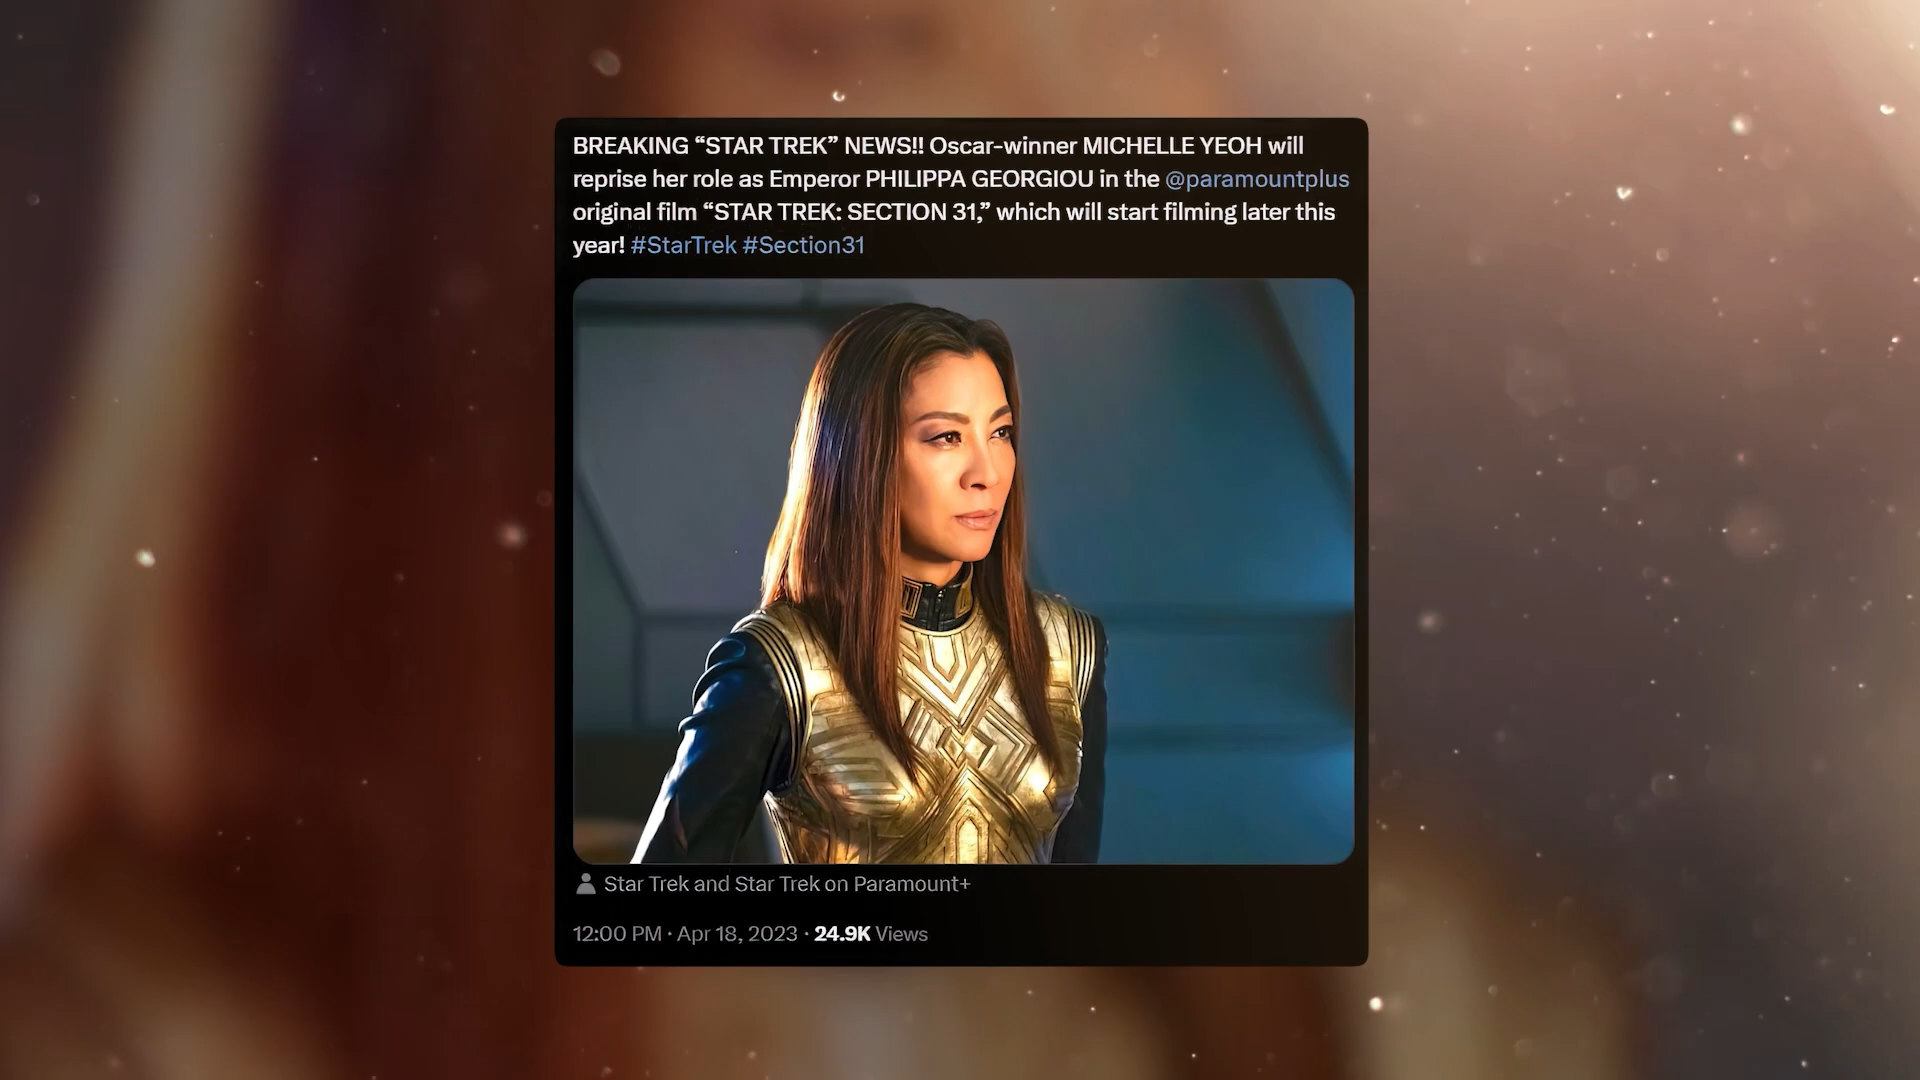 BREAKING “STAR TREK” NEWS!! Oscar-winner MICHELLE YEOH will
reprise her role as Emperor PHILIPPA GEORGIOU in the @paramountplus
original film “STAR TREK: SECTION 31,” which will start filming later this
year! #StarTrek #Section31
Star Trek and Star Trek on Paramount+
12:00 PM · Apr 18, 2023 · 24.9K Views